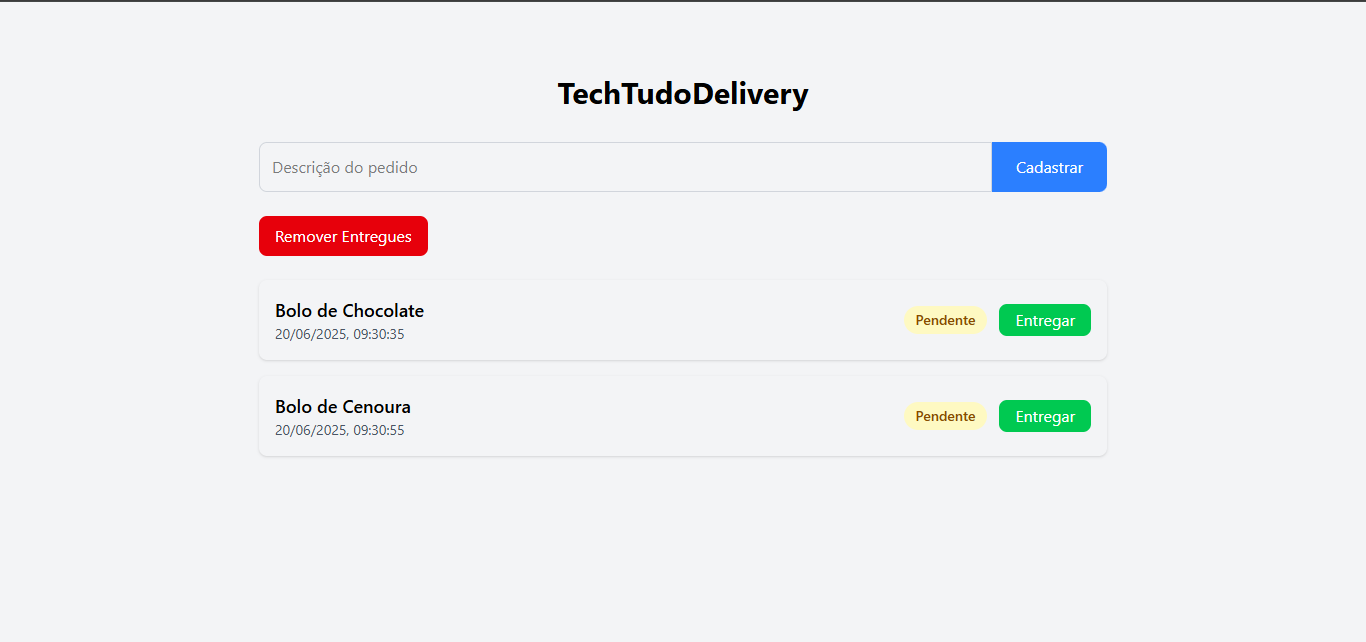 TechTudoDelivery
Descrição do pedido
Cadastrar
Remover Entregues
Bolo de Chocolate
20/06/2025, 09:30:35
Pendente
Entregar
Bolo de Cenoura
20/06/2025, 09:30:55
Pendente
Entregar